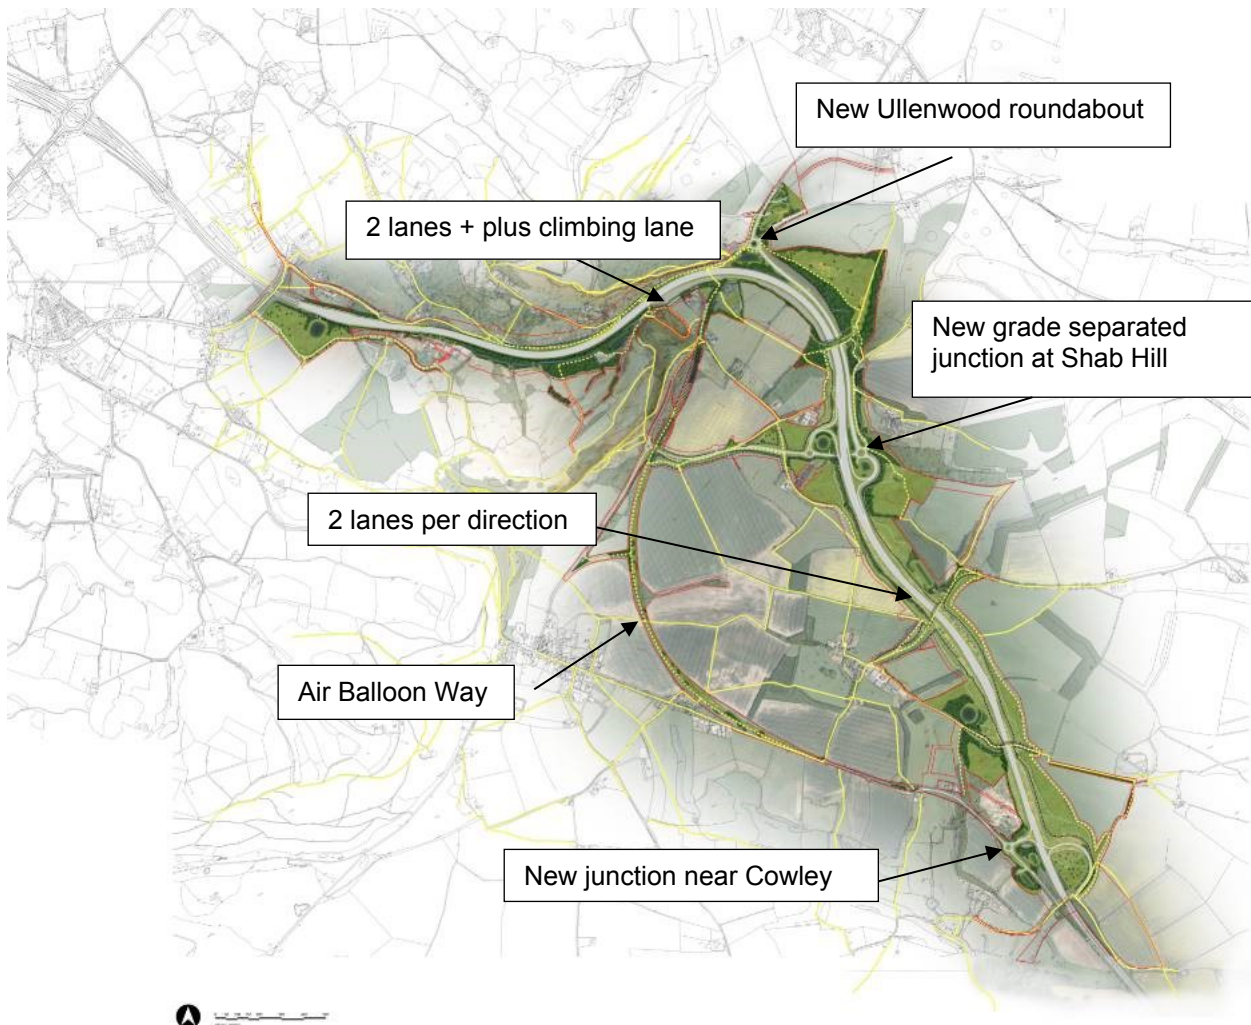 New Ullenwood roundabout
2 lanes + plus climbing lane
New grade separated
junction at Shab Hill
2 lanes per direction
Air Balloon Way
New junction near Cowley